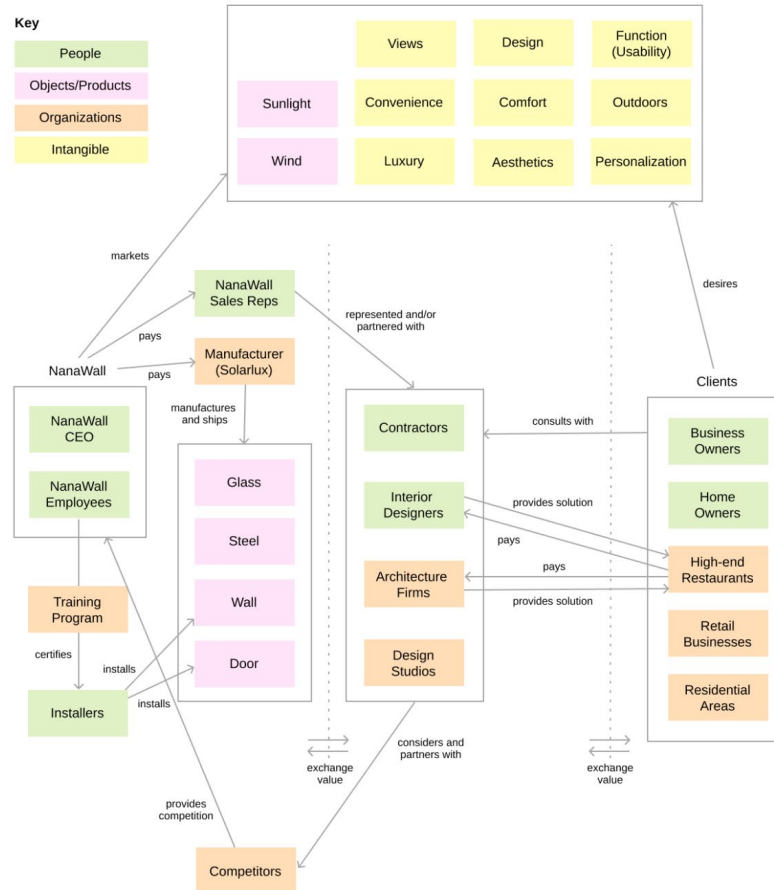 Key
People
Objects/Products
Organizations
Intangible
Views
Design
Function
(Usability)
Sunlight
Convenience
Comfort
Outdoors
Wind
Luxury
Aesthetics
Personalization
markets
desires
NanaWall
Sales Reps
pays
represented and/or
partnered with
Manufacturer
(Solarlux)
pays
NanaWall
Clients
manufactures
and ships
NanaWall
CEO
NanaWall
Employees
Training
Program
certifies
Installers
installs
installs
Glass
Steel
Wall
Door
Contractors
Interior
Designers
Architecture
Firms
Design
Studios
consults with
provides solution
pays
pays
provides solution
Business
Owners
Home
Owners
High-end
Restaurants
Retail
Businesses
Residential
Areas
exchange
value
considers and
partners with
exchange
value
provides
competition
Competitors